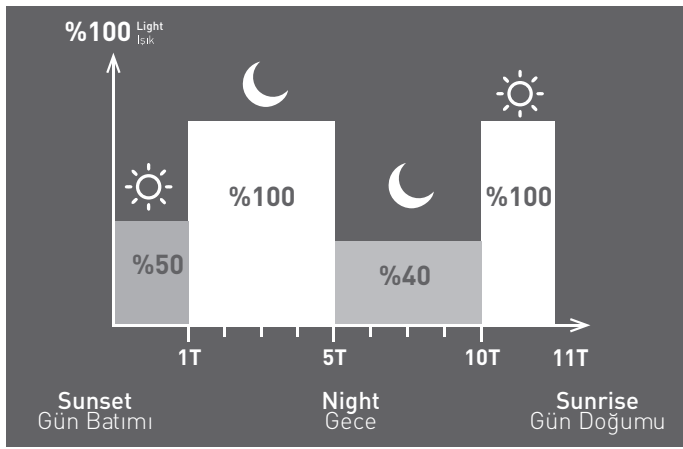 %100 Light
Işık
%100
%100
%50
%40
1T
5T
10T
11T
Sunset
Gün Batımı
Night
Gece
Sunrise
Gün Doğumu